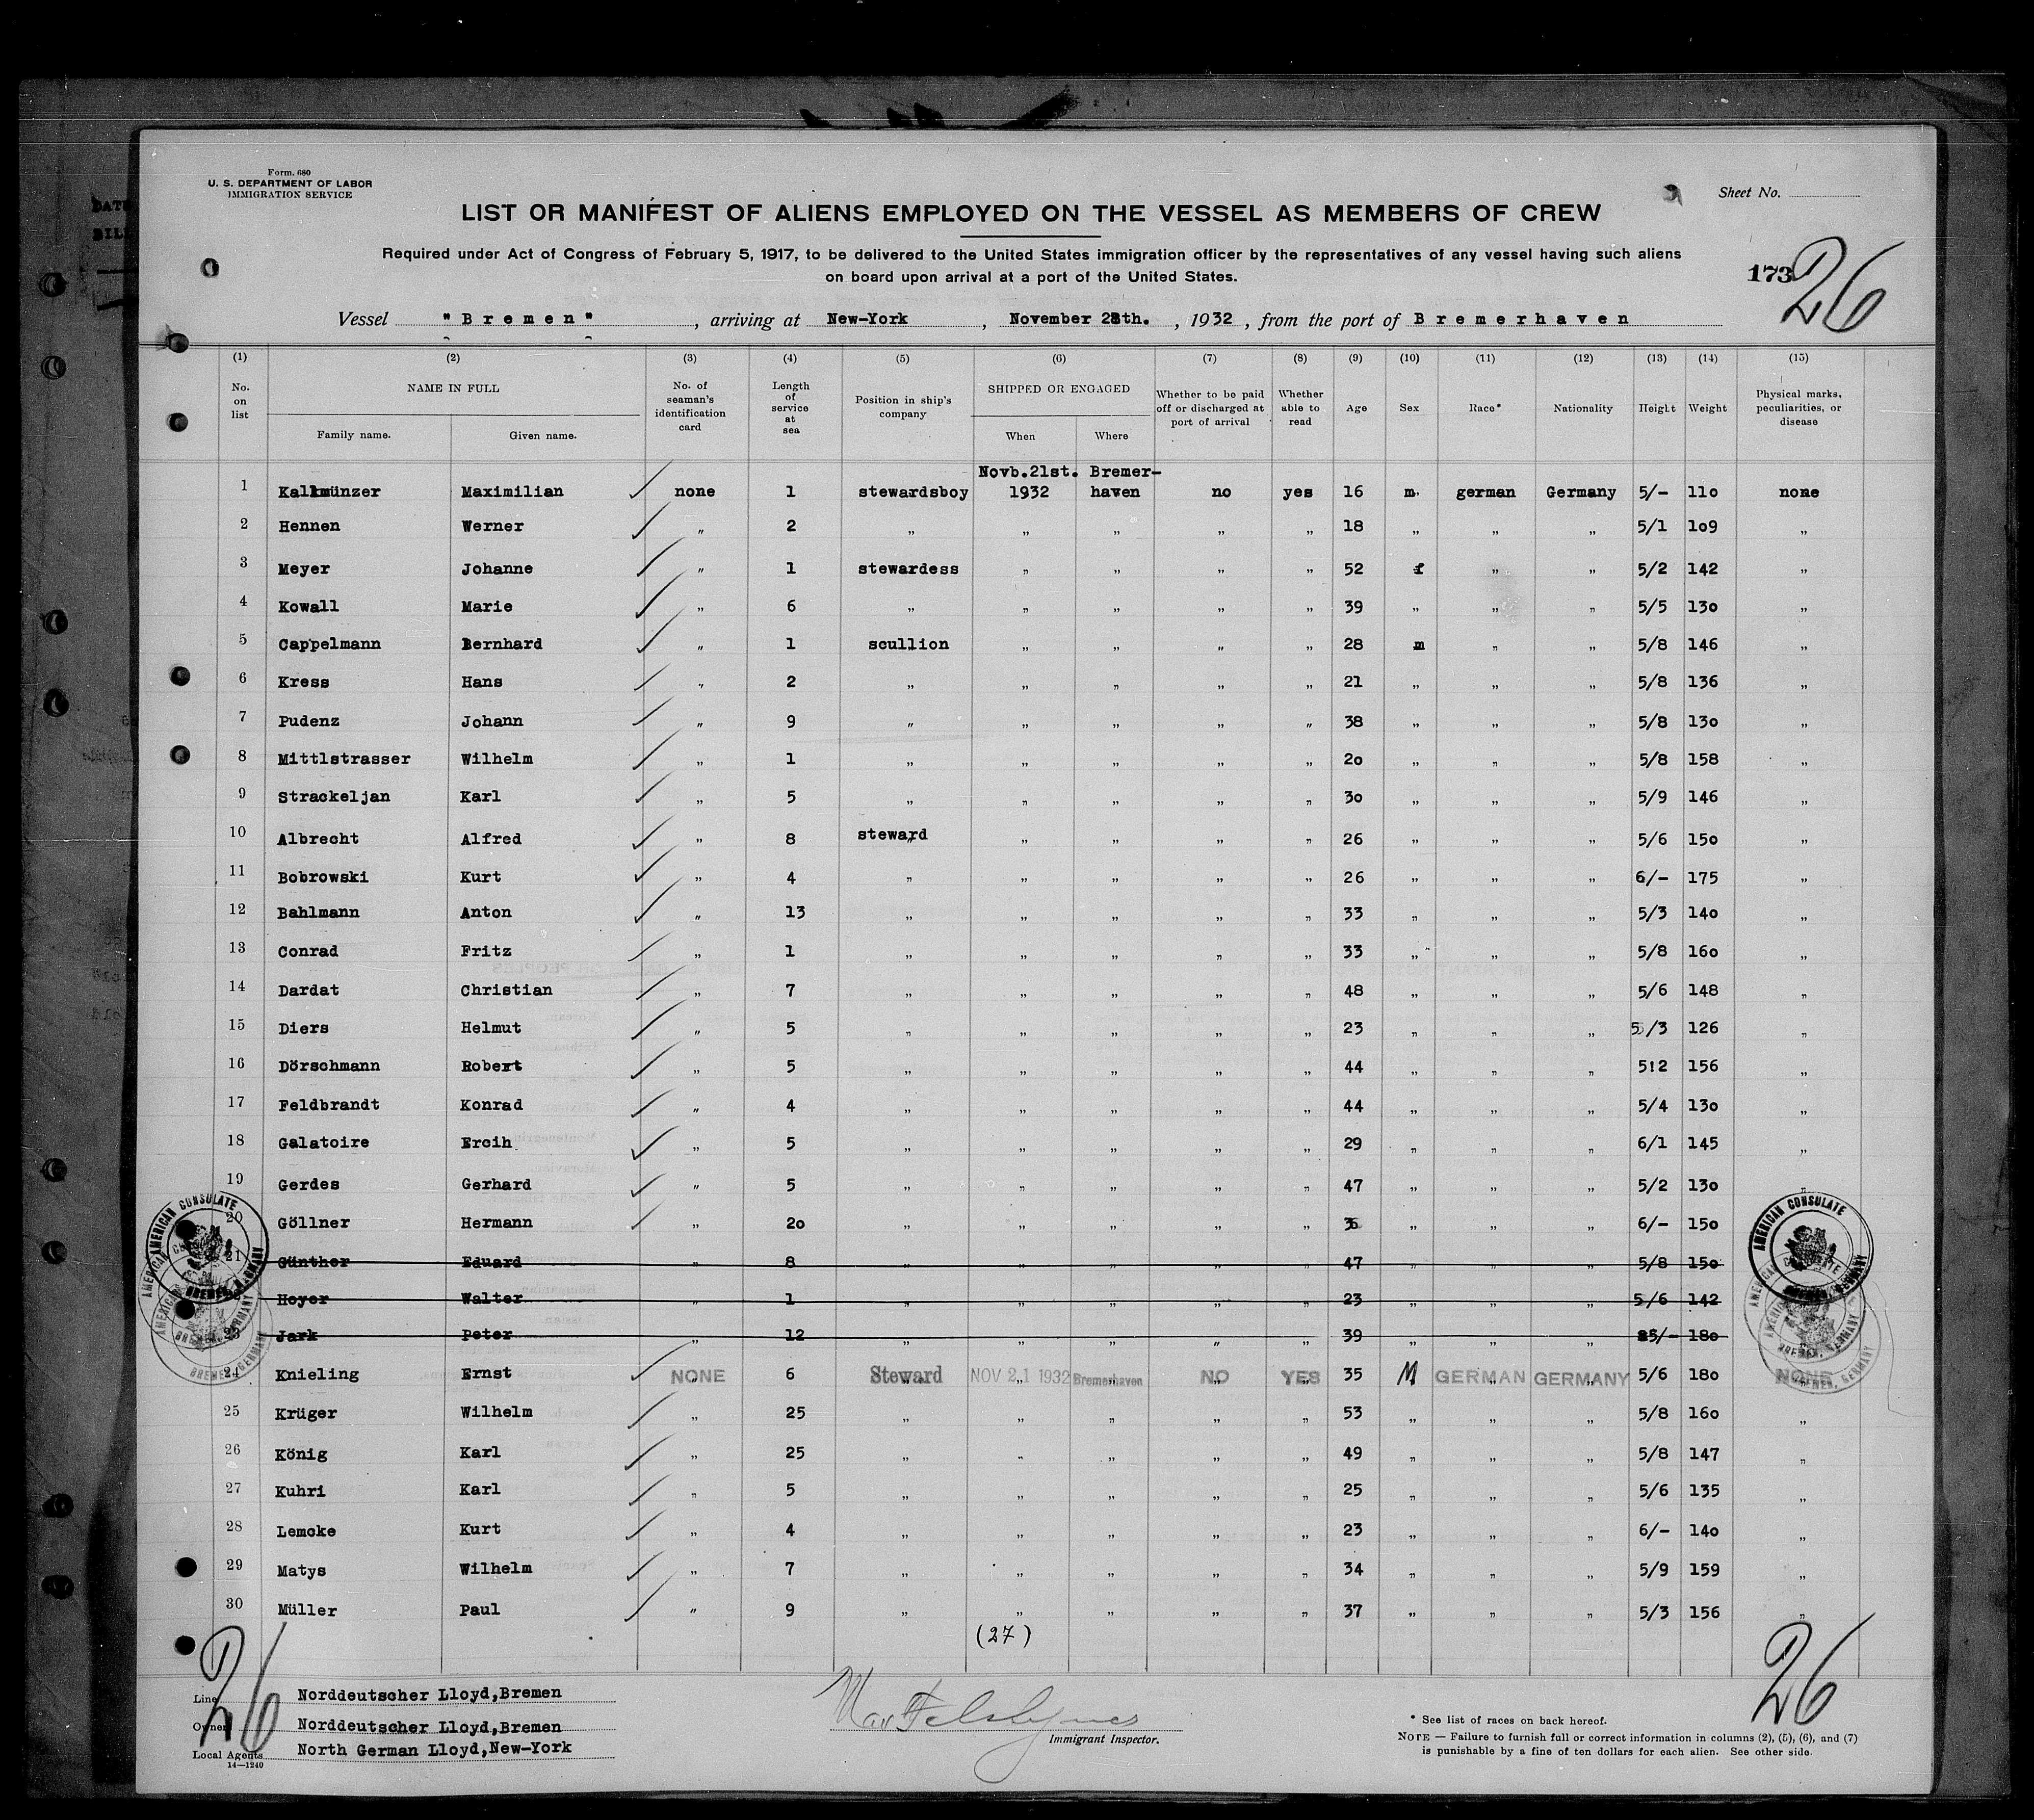 Form. 680
U. S. DEPARTMENT OF LABOR
IMMIGRATION SERVICE
Sheet No.
LIST OR MANIFEST OF ALIENS EMPLOYED ON THE VESSEL AS MEMBERS OF CREW
Required under Act of Congress of February 5, 1917, to be delivered to the United States immigration officer by the representatives of any vessel having such aliens
on board upon arrival at a port of the United States.
173 26
Vessel "Bremen", arriving at New-York, November 28th., 1932, from the port of Bremerhaven
(1) (2) (3) (4) (5) (6) (7) (8) (9) (10) (11) (12) (13) (14) (15)
No. on list NAME IN FULL Family name. Given name. No. of seaman's identification card Length of service at sea Position in ship's company SHIPPED OR ENGAGED When Where Whether to be paid off or discharged at port of arrival Whether able to read Age Sex Race* Nationality Height Weight Physical marks, peculiarities, or disease
Novb.21st. Bremer-
1 Kallmünzer Maximilian none 1 stewardsboy 1932 haven no yes 16 m. german Germany 5/- 110 none
2 Hennen Werner " 2 " " " " " 18 " " " 5/1 109 "
3 Meyer Johanne " 1 stewardess " " " " 52 f " " 5/2 142 "
4 Kowall Marie " 6 " " " " " 39 " " " 5/5 130 "
5 Cappelmann Bernhard " 1 scullion " " " " 28 m " " 5/8 146 "
6 Kress Hans " 2 " " " " " 21 " " " 5/8 136 "
7 Pudenz Johann " 9 " " " " " 38 " " " 5/8 130 "
8 Mittlstrasser Wilhelm " 1 " " " " " 20 " " " 5/8 158 "
9 Strackeljan Karl " 5 " " " " " 30 " " " 5/9 146 "
10 Albrecht Alfred " 8 steward " " " " 26 " " " 5/6 150 "
11 Bobrowski Kurt " 4 " " " " " 26 " " " 6/- 175 "
12 Bahlmann Anton " 13 " " " " " 33 " " " 5/3 140 "
13 Conrad Fritz " 1 " " " " " 33 " " " 5/8 160 "
14 Dardat Christian " 7 " " " " " 48 " " " 5/6 148 "
15 Diers Helmut " 5 " " " " " 23 " " " 5/3 126 "
16 Dörschmann Robert " 5 " " " " " 44 " " " 5:2 156 "
17 Feldbrandt Konrad " 4 " " " " " 44 " " " 5/4 130 "
18 Galatoire Ercih " 5 " " " " " 29 " " " 6/1 145 "
19 Gerdes Gerhard " 5 " " " " " 47 " " " 5/2 130 "
20 Göllner Hermann " 20 " " " " " 36 " " " 6/- 150
21 Günther Eduard " 8 " " " " " 47 " " " 5/8 150
22 Hoyer Walter " 1 " " " " " 23 " " " 5/6 142
23 Jark Peter " 12 " " " " " 39 " " " 5/- 180
24 Knieling Ernst NONE 6 Steward NOV 21 1932 Bremerhaven NO YES 35 M GERMAN GERMANY 5/6 180 NONE
25 Krüger Wilhelm " 25 " " " " " 53 " " " 5/8 160 "
26 König Karl " 25 " " " " " 49 " " " 5/8 147 "
27 Kuhri Karl " 5 " " " " " 25 " " " 5/6 135 "
28 Lemcke Kurt " 4 " " " " " 23 " " " 6/- 140 "
29 Matys Wilhelm " 7 " " " " " 34 " " " 5/9 159 "
30 Müller Paul " 9 " " " " " 37 " " " 5/3 156 "
(27)
AMERICAN CONSULATE BREMEN, GERMANY
AMERICAN CONSULATE BREMEN, GERMANY
26
26
Line Norddeutscher Lloyd,Bremen
Owners Norddeutscher Lloyd,Bremen
Local Agents North German Lloyd,New-York
14—1240
Immigrant Inspector.
* See list of races on back hereof.
NOTE — Failure to furnish full or correct information in columns (2), (5), (6), and (7)
is punishable by a fine of ten dollars for each alien. See other side.